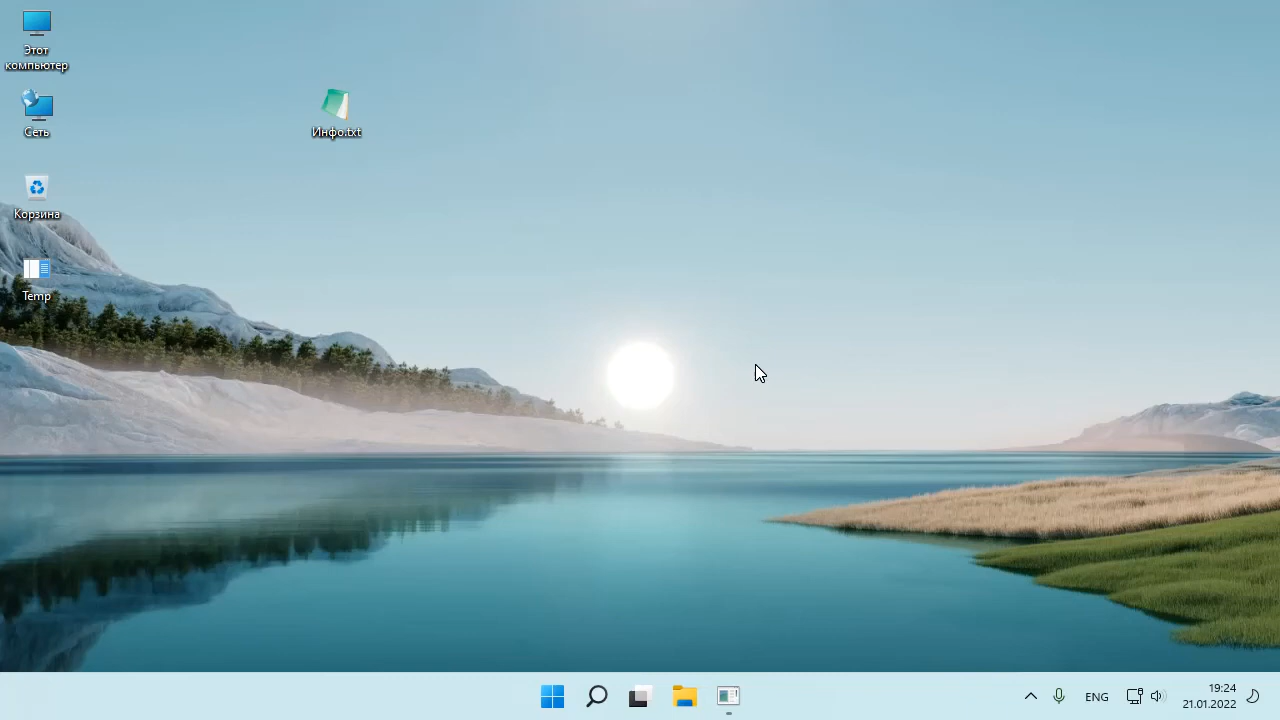 Этот
компьютер
Сеть
Инфо.txt
Корзина
Temp
ENG
19:24
21.01.2022